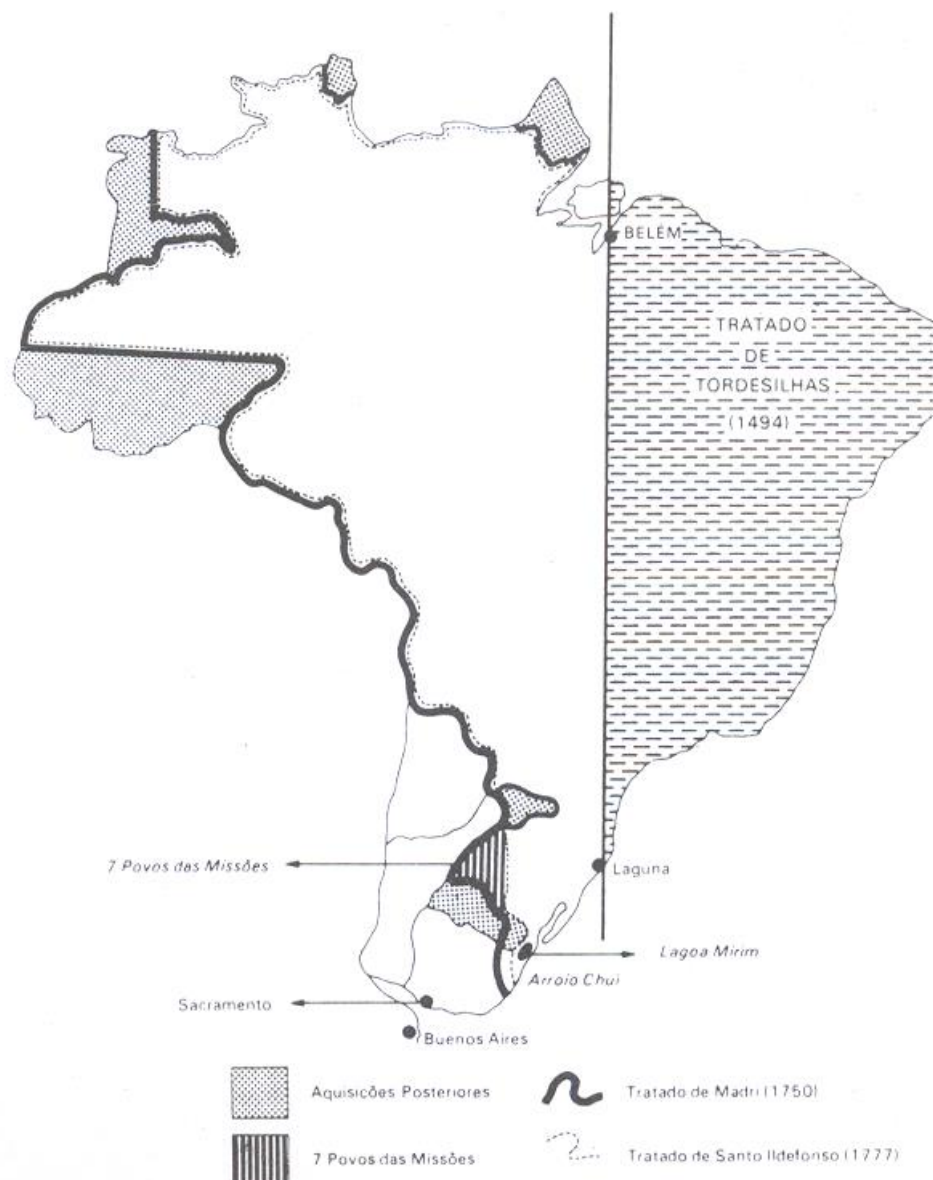 BELÉM
TRATADO
DE
TORDESILHAS
(1494)
7 Povos das Missões
Laguna
Lagoa Mirim
Arroio Chui
Sacramento
Buenos Aires
Aquisições Posteriores
Tratado de Madri (1750)
7 Povos das Missões
Tratado de Santo Ildefonso (1777)